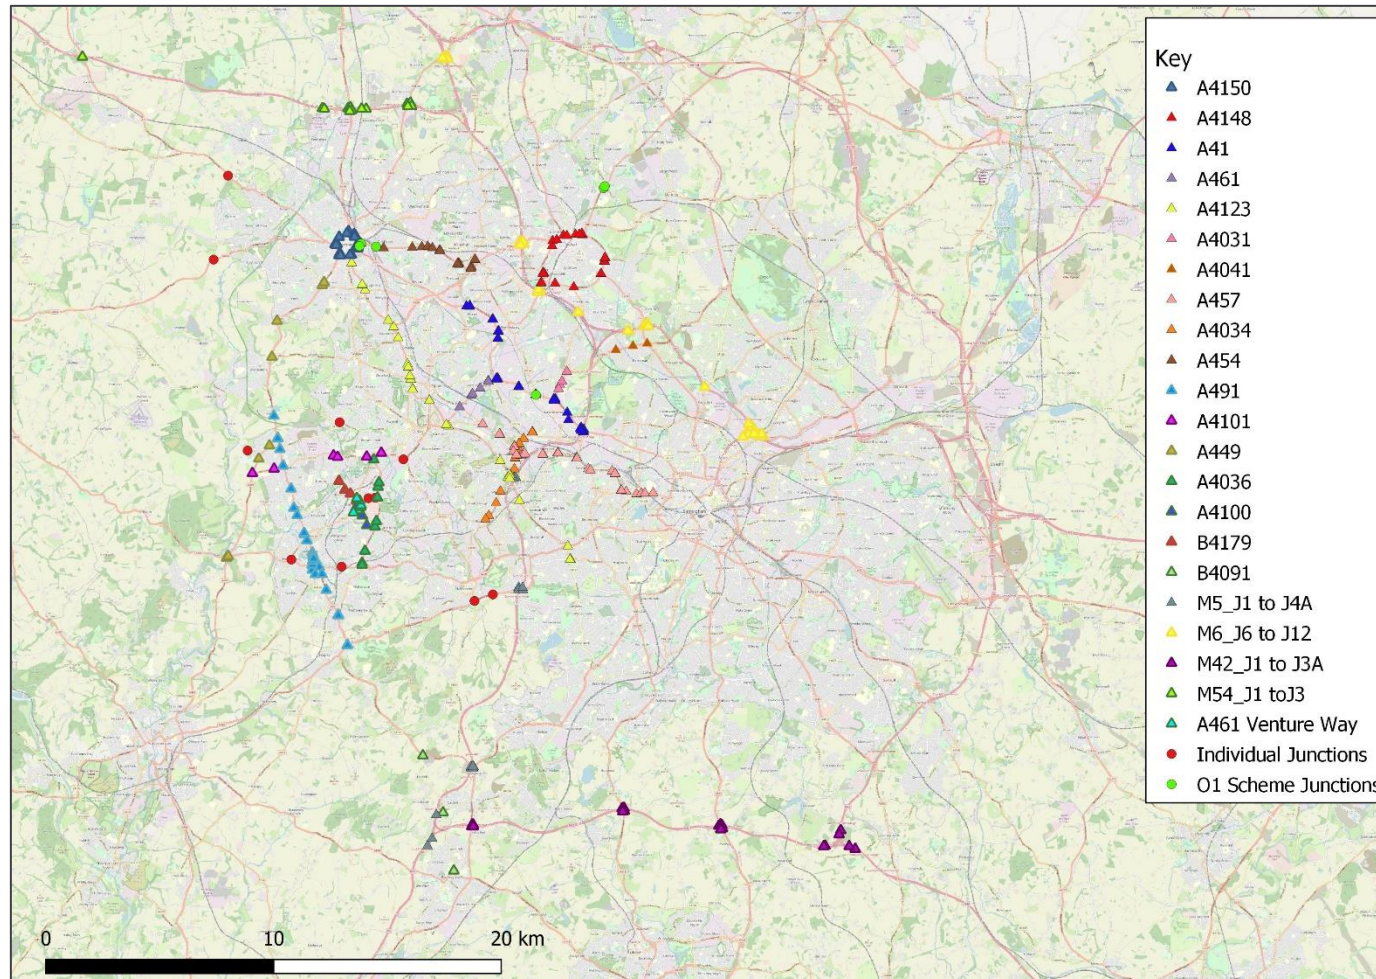 Key
A4150
A4148
A41
A461
A4123
A4031
A4041
A457
A4034
A454
A491
A4101
A449
A4036
A4100
B4179
B4091
M5_J1 to J4A
M6_J6 to J12
M42_J1 to J3A
M54_J1 toJ3
A461 Venture Way
Individual Junctions
O1 Scheme Junctions
0 10 20 km